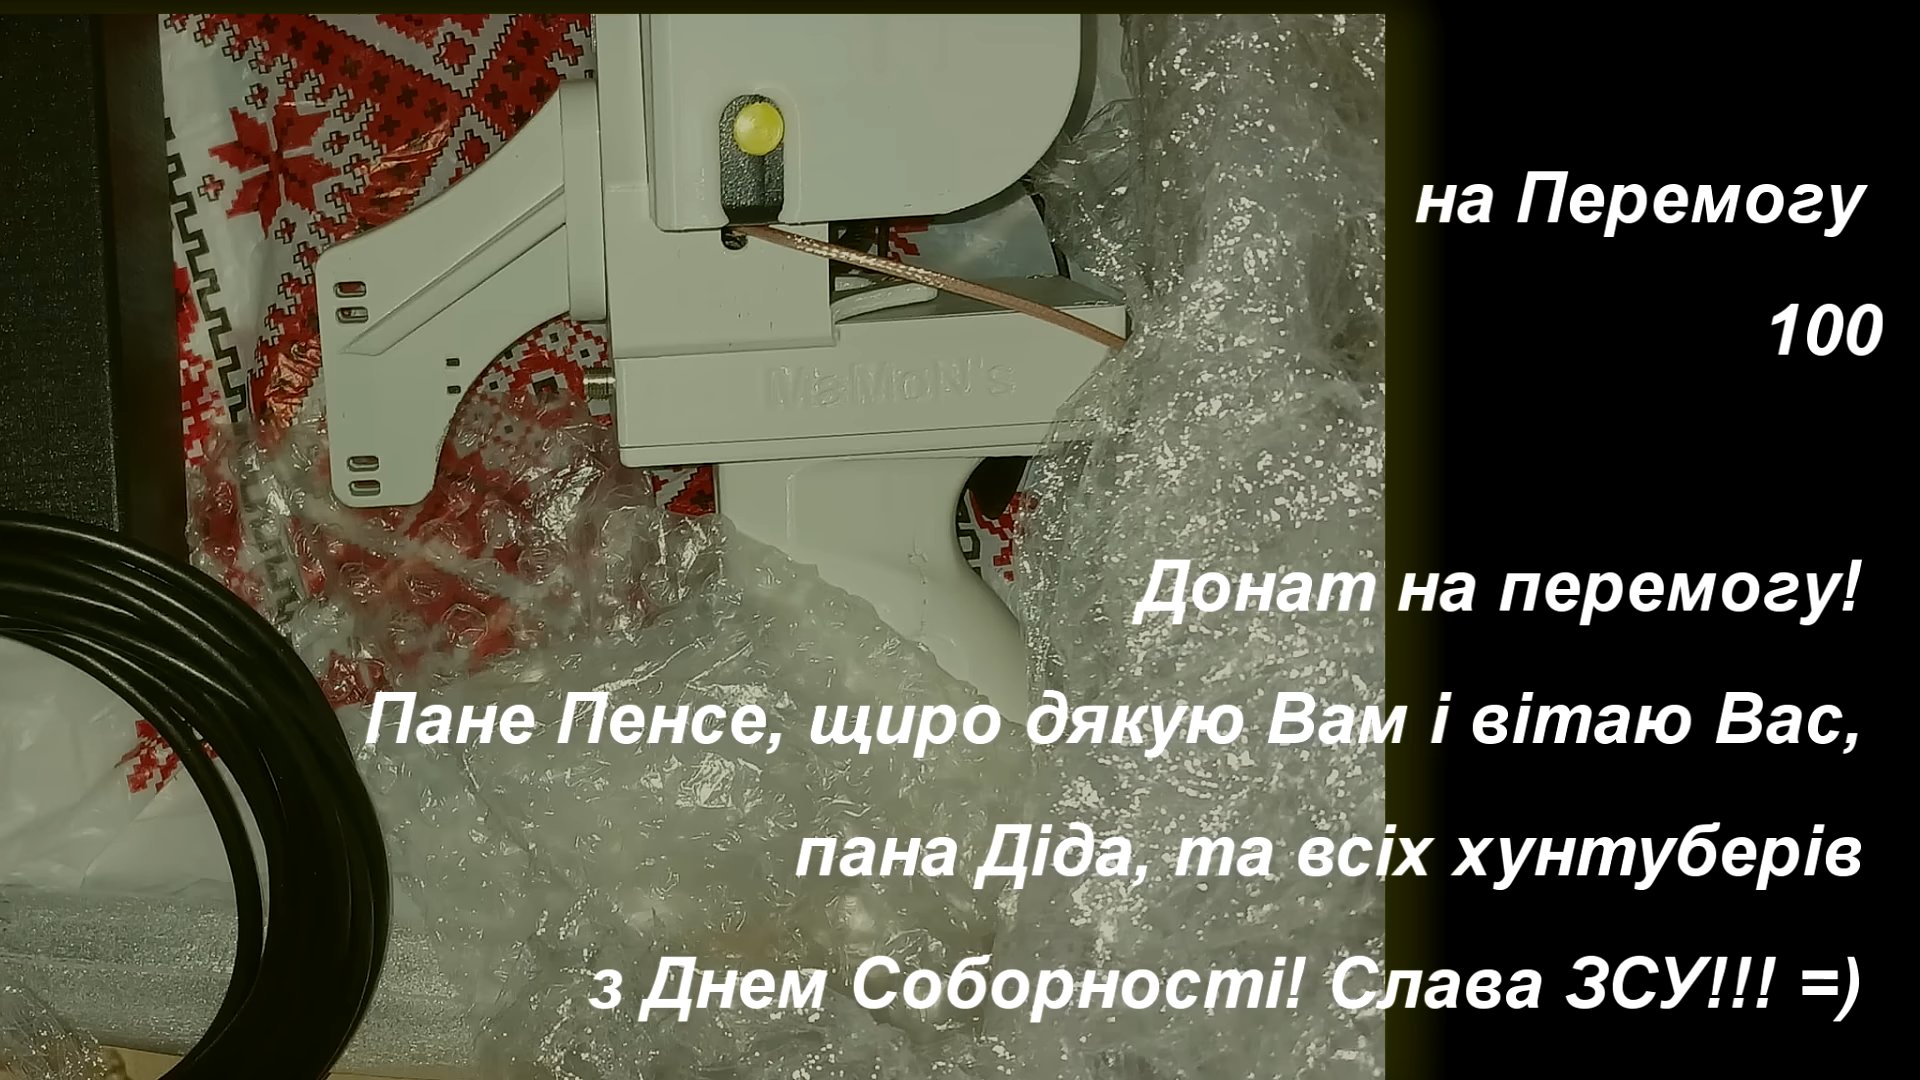 MaMoN's
на Перемогу
100
Донат на перемогу!
Пане Пенсе, щиро дякую Вам і вітаю Вас,
пана Діда, та всіх хунтуберів
з Днем Соборності! Слава ЗСУ!!! =)